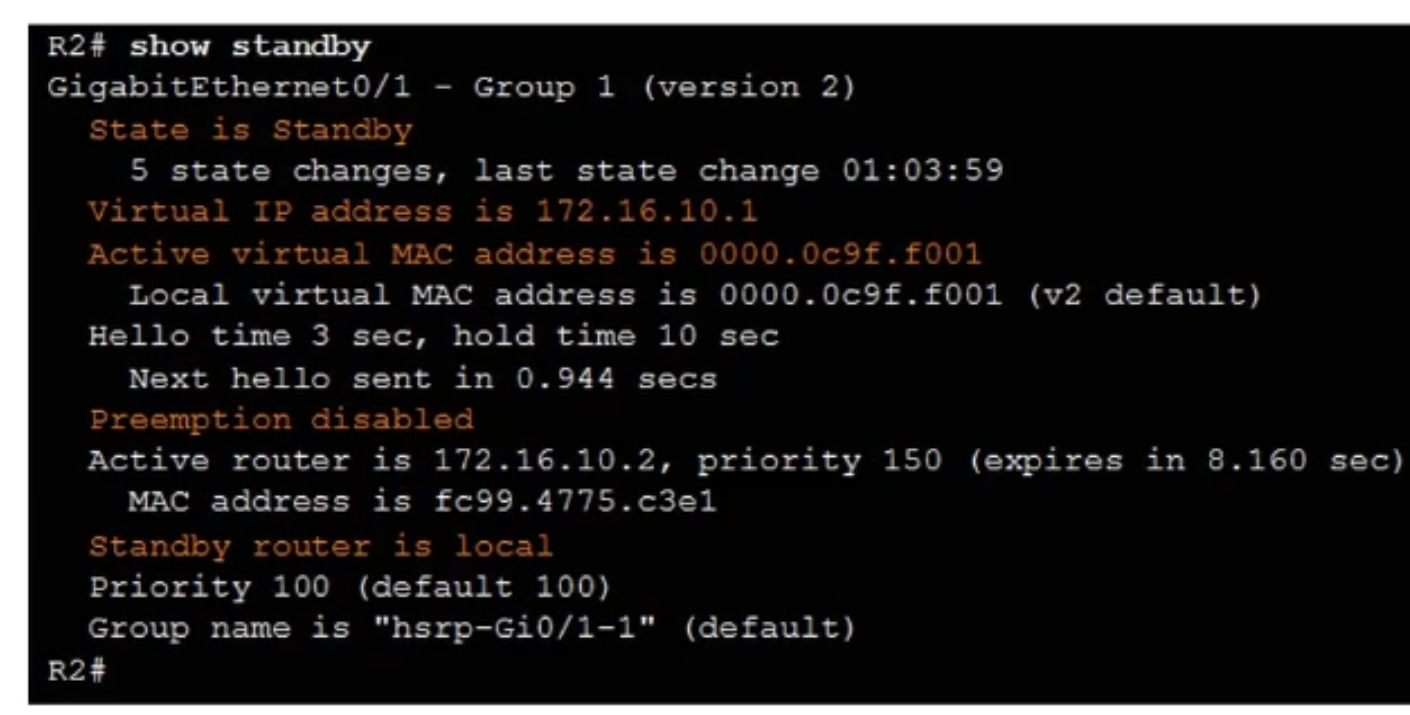 R2# show standby
GigabitEthernet0/1 - Group 1 (version 2)
State is Standby
5 state changes, last state change 01:03:59
Virtual IP address is 172.16.10.1
Active virtual MAC address is 0000.0c9f.f001
Local virtual MAC address is 0000.0c9f.f001 (v2 default)
Hello time 3 sec, hold time 10 sec
Next hello sent in 0.944 secs
Preemption disabled
Active router is 172.16.10.2, priority 150 (expires in 8.160 sec)
MAC address is fc99.4775.c3e1
Standby router is local
Priority 100 (default 100)
Group name is "hsrp-Gi0/1-1" (default)
R2#